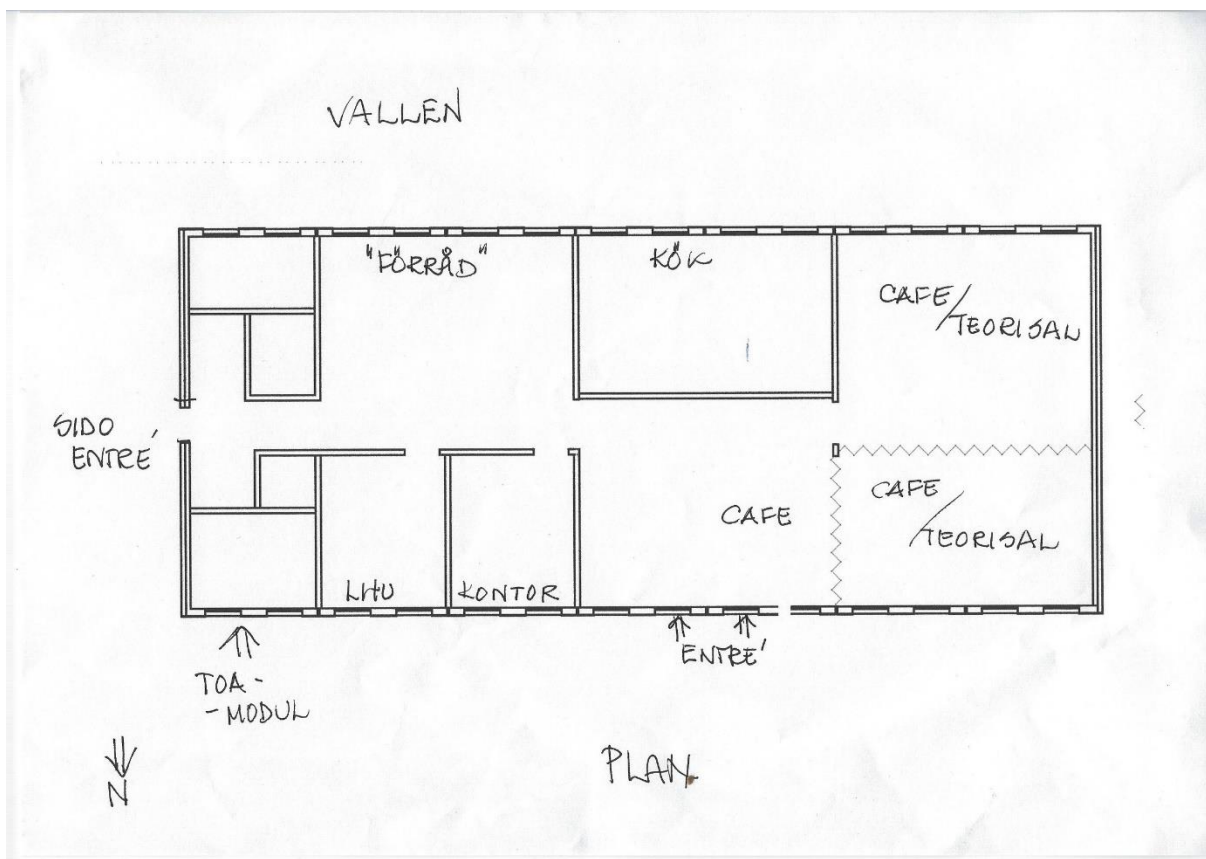 VALLEN
"FÖRRÅD"
KÖK
CAFE/
TEORISAL
SIDO
ENTRÉ
CAFE
CAFE
/TEORISAL
LHU
KONTOR
ENTRÉ
TOA-
-MODUL
N
PLAN